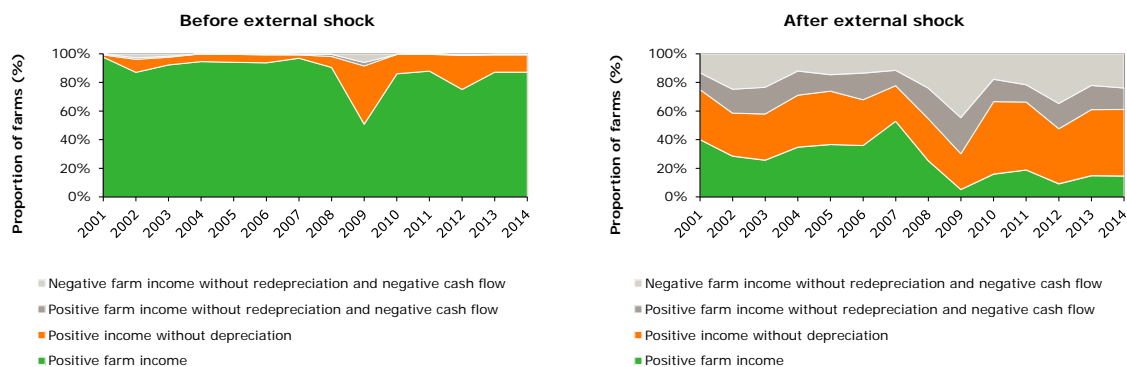 Before external shock
Proportion of farms (%)
100%
80%
60%
40%
20%
0%
2001 2002 2003 2004 2005 2006 2007 2008 2009 2010 2011 2012 2013 2014
Negative farm income without redepreciation and negative cash flow
Positive farm income without redepreciation and negative cash flow
Positive income without depreciation
Positive farm income
After external shock
Proportion of farms (%)
100%
80%
60%
40%
20%
0%
2001 2002 2003 2004 2005 2006 2007 2008 2009 2010 2011 2012 2013 2014
Negative farm income without redepreciation and negative cash flow
Positive farm income without redepreciation and negative cash flow
Positive income without depreciation
Positive farm income